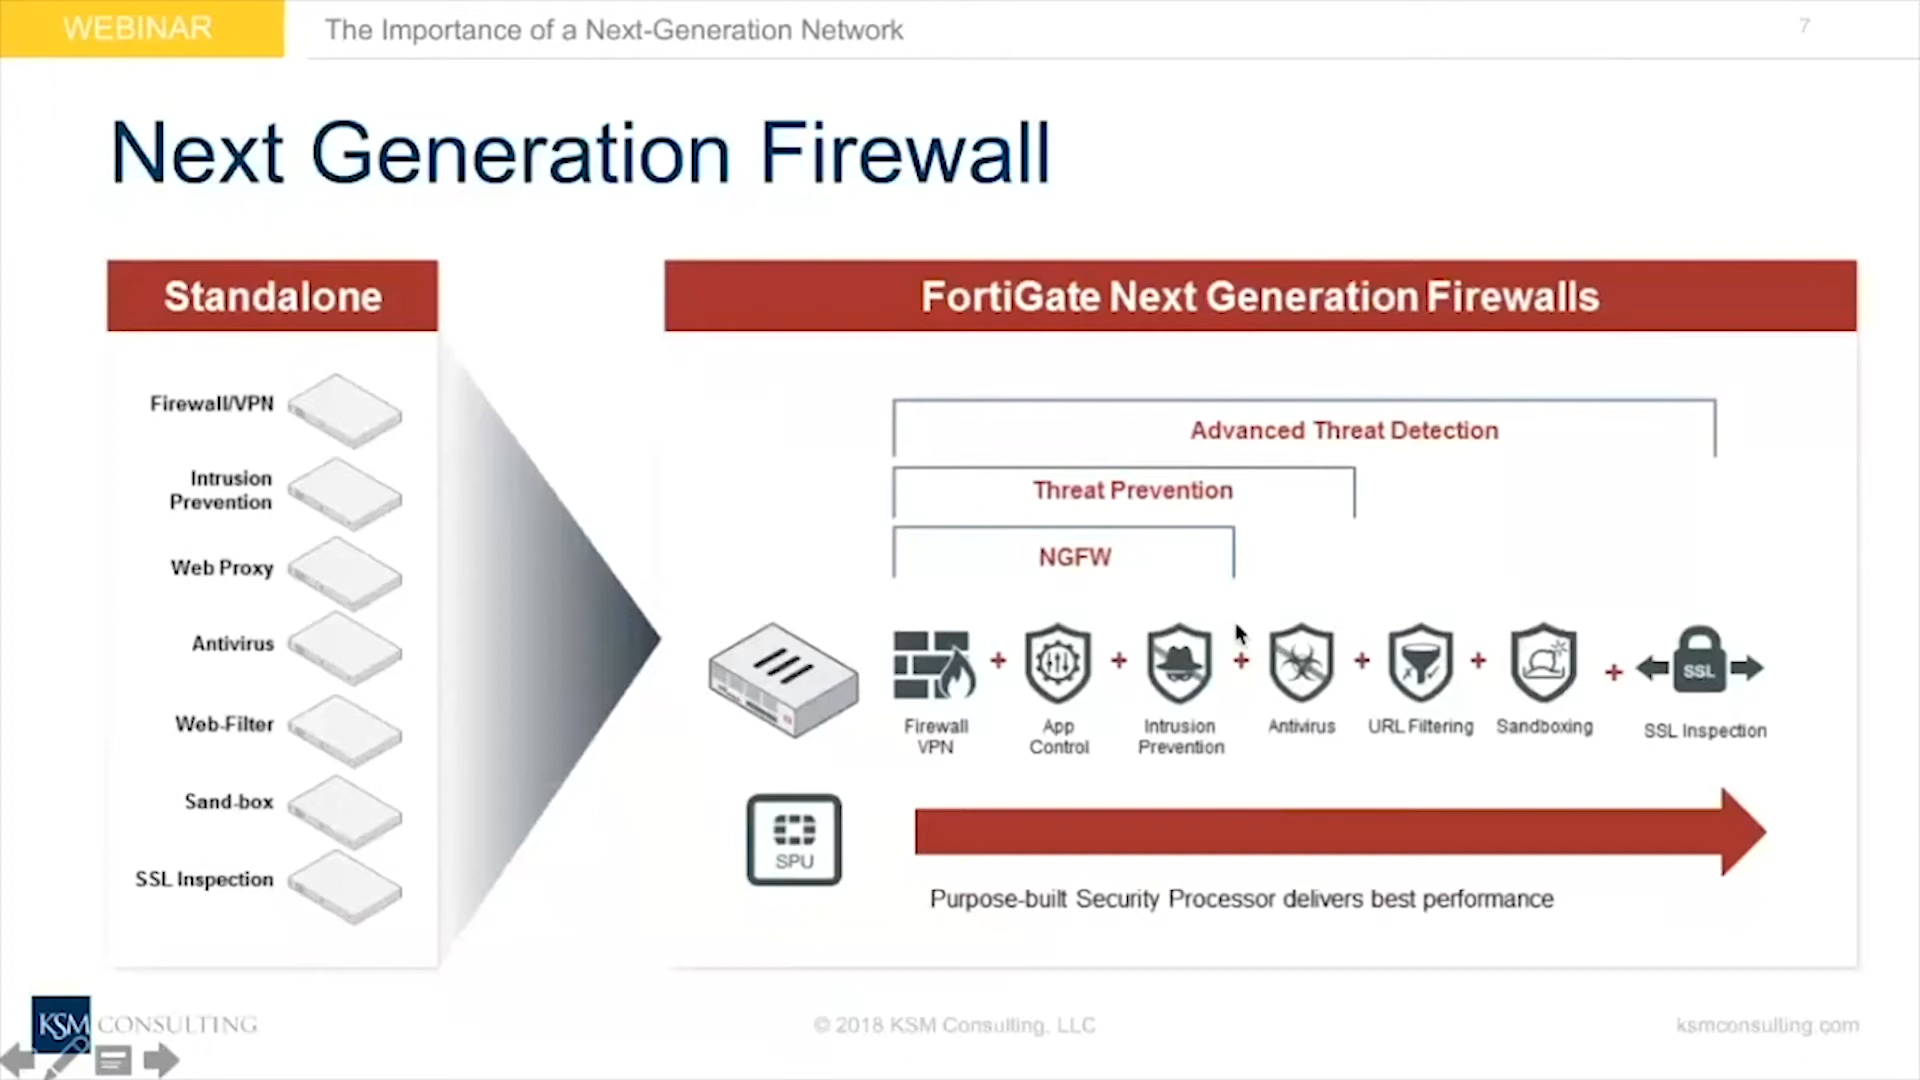 WEBINAR
The Importance of a Next-Generation Network
7
Next Generation Firewall
Standalone
Firewall/VPN
Intrusion
Prevention
Web Proxy
Antivirus
Web-Filter
Sand-box
SSL Inspection
FortiGate Next Generation Firewalls
Advanced Threat Detection
Threat Prevention
NGFW
+ + + + + +
SSL
Firewall
VPN
App
Control
Intrusion
Prevention
Antivirus
URL Filtering
Sandboxing
SSL Inspection
SPU
Purpose-built Security Processor delivers best performance
KSM CONSULTING
© 2018 KSM Consulting, LLC
ksmconsulting.com